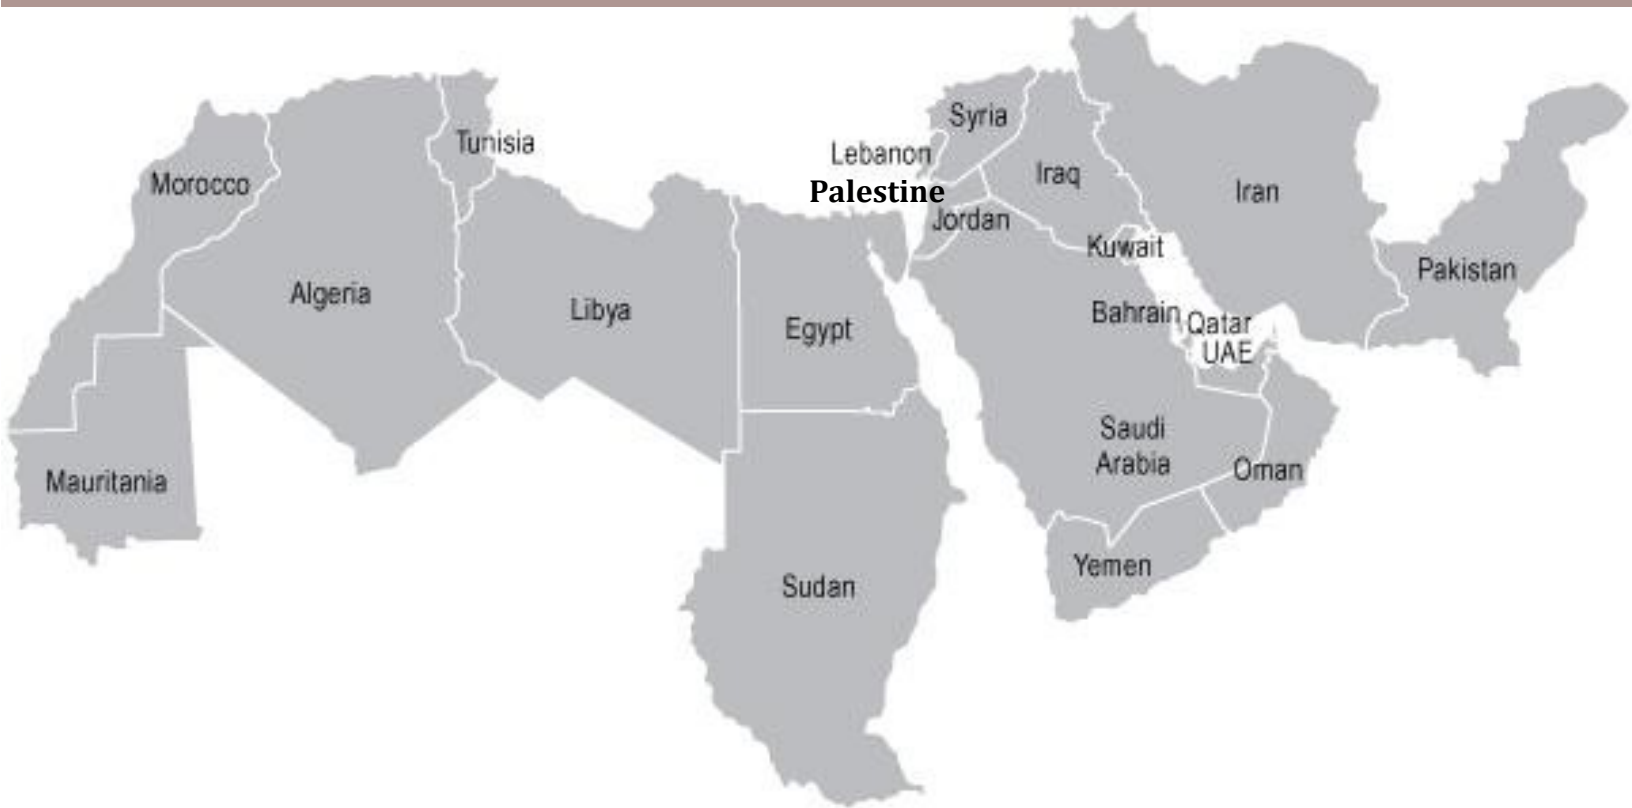 Syria
Tunisia
Lebanon
Iraq
Morocco
Palestine
Iran
Jordan
Kuwait
Pakistan
Algeria
Libya
Bahrain
Qatar
Egypt
UAE
Saudi
Arabia
Oman
Mauritania
Yemen
Sudan